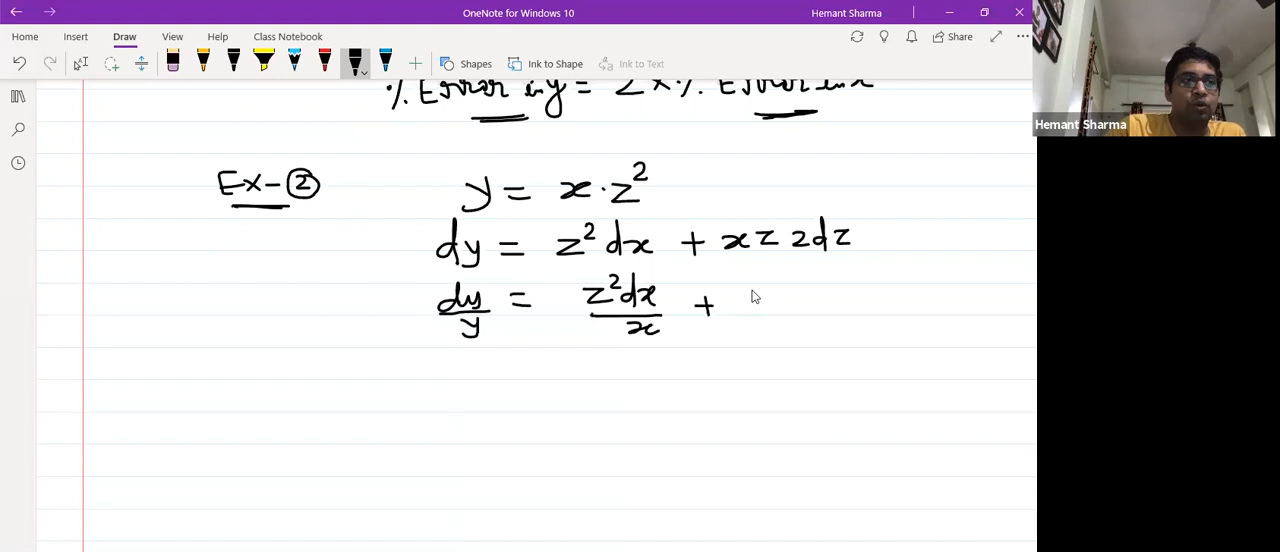 OneNote for Windows 10
Hemant Sharma
Home Insert Draw View Help Class Notebook
Share
Shapes Ink to Shape Ink to Text
% Error in y = 2 x % Error in x
Hemant Sharma
Ex-②
y = x·z²
dy = z² dx + xz 2dz
dy/y = z²dx/x +